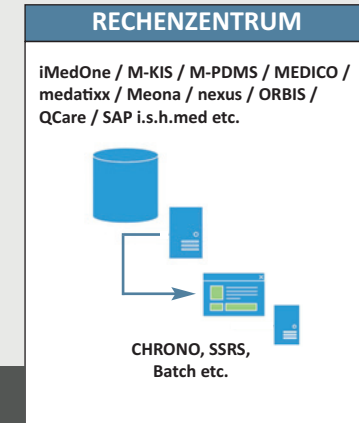 RECHENZENTRUM
iMedOne / M-KIS / M-PDMS / MEDICO /
medatixx / Meona / nexus / ORBIS /
QCare / SAP i.s.h.med etc.
CHRONO, SSRS,
Batch etc.